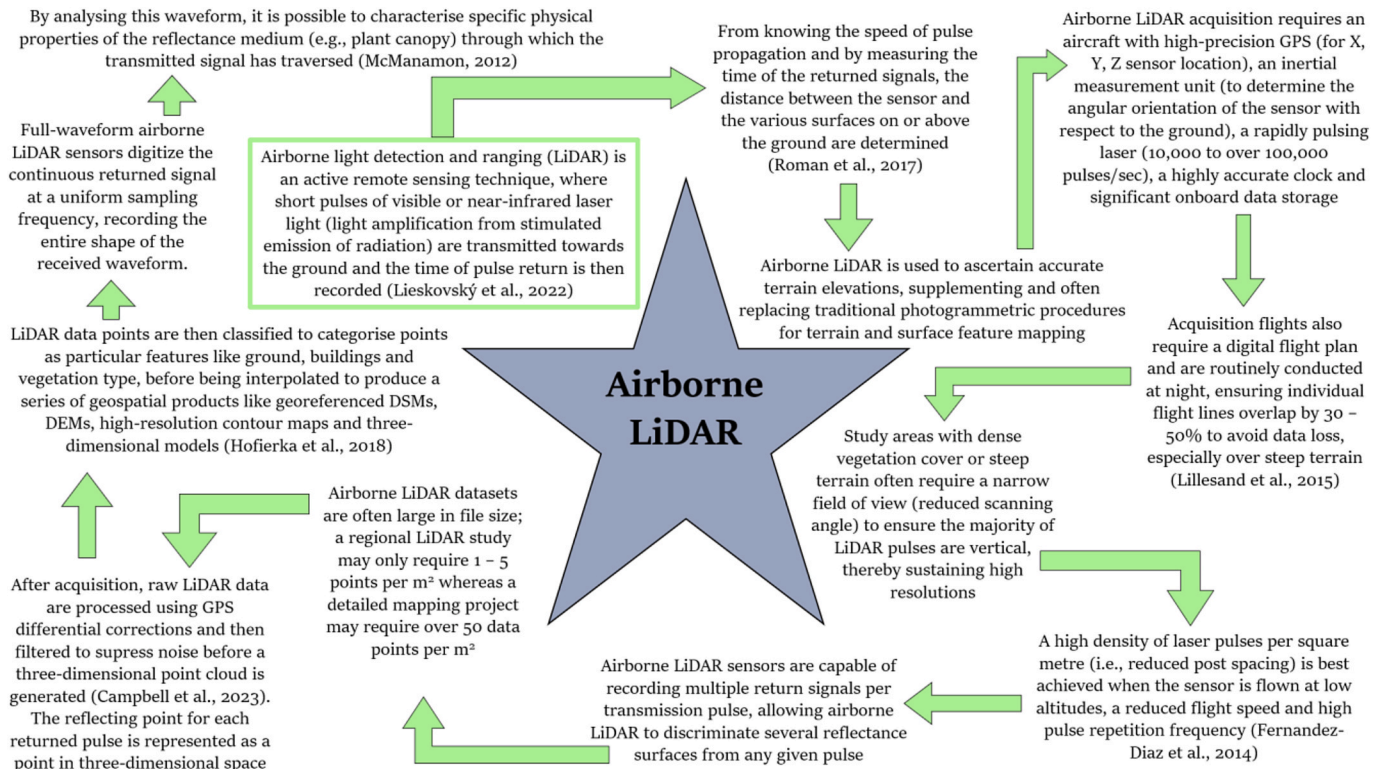 Airborne light detection and ranging (LiDAR) is
an active remote sensing technique, where
short pulses of visible or near-infrared laser
light (light amplification from stimulated
emission of radiation) are transmitted towards
the ground and the time of pulse return is then
recorded (Lieskovský et al., 2022)
From knowing the speed of pulse
propagation and by measuring the
time of the returned signals, the
distance between the sensor and
the various surfaces on or above
the ground are determined
(Roman et al., 2017)
Airborne LiDAR is used to ascertain accurate
terrain elevations, supplementing and often
replacing traditional photogrammetric procedures
for terrain and surface feature mapping
Airborne LiDAR acquisition requires an
aircraft with high-precision GPS (for X,
Y, Z sensor location), an inertial
measurement unit (to determine the
angular orientation of the sensor with
respect to the ground), a rapidly pulsing
laser (10,000 to over 100,000
pulses/sec), a highly accurate clock and
significant onboard data storage
Acquisition flights also
require a digital flight plan
and are routinely conducted
at night, ensuring individual
flight lines overlap by 30 –
50% to avoid data loss,
especially over steep terrain
(Lillesand et al., 2015)
Study areas with dense
vegetation cover or steep
terrain often require a narrow
field of view (reduced scanning
angle) to ensure the majority of
LiDAR pulses are vertical,
thereby sustaining high
resolutions
A high density of laser pulses per square
metre (i.e., reduced post spacing) is best
achieved when the sensor is flown at low
altitudes, a reduced flight speed and high
pulse repetition frequency (Fernandez-
Diaz et al., 2014)
Airborne LiDAR sensors are capable of
recording multiple return signals per
transmission pulse, allowing airborne
LiDAR to discriminate several reflectance
surfaces from any given pulse
Airborne LiDAR datasets
are often large in file size;
a regional LiDAR study
may only require 1 – 5
points per m² whereas a
detailed mapping project
may require over 50 data
points per m²
After acquisition, raw LiDAR data
are processed using GPS
differential corrections and then
filtered to supress noise before a
three-dimensional point cloud is
generated (Campbell et al., 2023).
The reflecting point for each
returned pulse is represented as a
point in three-dimensional space
LiDAR data points are then classified to categorise points
as particular features like ground, buildings and
vegetation type, before being interpolated to produce a
series of geospatial products like georeferenced DSMs,
DEMs, high-resolution contour maps and three-
dimensional models (Hofierka et al., 2018)
Full-waveform airborne
LiDAR sensors digitize the
continuous returned signal
at a uniform sampling
frequency, recording the
entire shape of the
received waveform.
By analysing this waveform, it is possible to characterise specific physical
properties of the reflectance medium (e.g., plant canopy) through which the
transmitted signal has traversed (McManamon, 2012)
Airborne
LiDAR